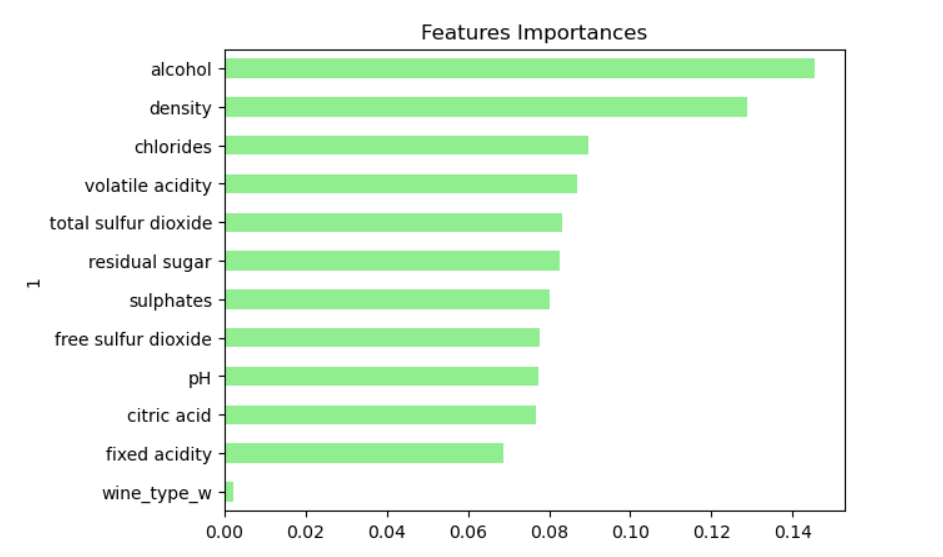 Features Importances
alcohol
density
chlorides
volatile acidity
total sulfur dioxide
residual sugar
1
sulphates
free sulfur dioxide
pH
citric acid
fixed acidity
wine_type_w
0.00 0.02 0.04 0.06 0.08 0.10 0.12 0.14